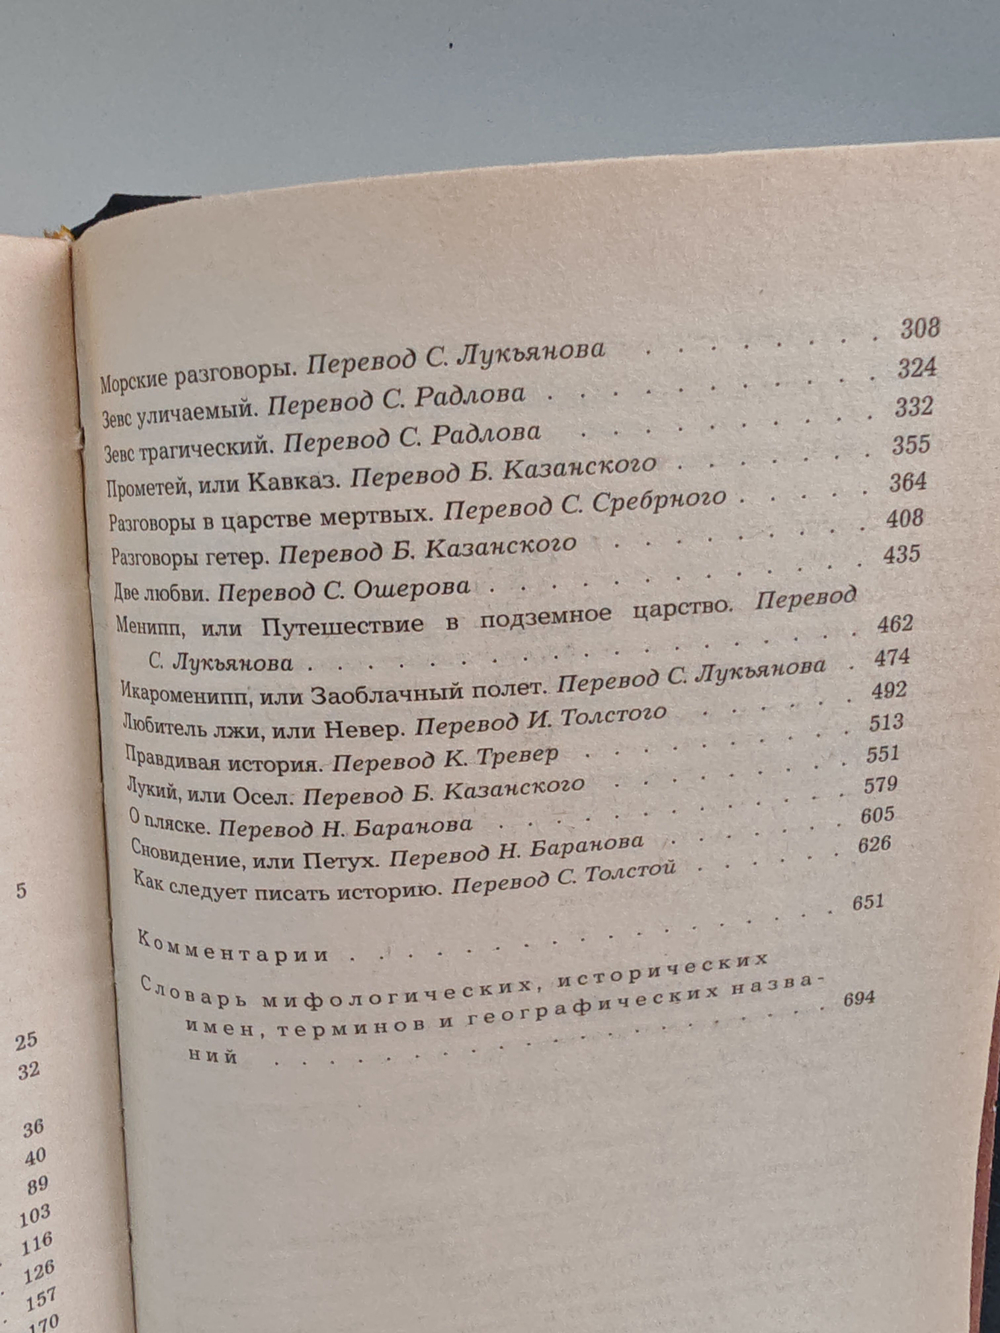 5
25
32
36
40
89
103
116
126
157
170
Морские разговоры. Перевод С. Лукьянова . . . . . . . . 308
Зевс уличаемый. Перевод С. Радлова . . . . . . . . . . . . 324
Зевс трагический. Перевод С. Радлова . . . . . . . . . . . 332
Прометей, или Кавказ. Перевод Б. Казанского . . . . . . . 355
Разговоры в царстве мертвых. Перевод С. Сребрного . . . . . 364
Разговоры гетер. Перевод Б. Казанского . . . . . . . . . 408
Две любви. Перевод С. Ошерова . . . . . . . . . . . . . 435
Менипп, или Путешествие в подземное царство. Перевод
С. Лукьянова . . . . . . . . . . . . . . . . . . . 462
Икароменипп, или Заоблачный полет. Перевод С. Лукьянова . 474
Любитель лжи, или Невер. Перевод И. Толстого . . . . . . 492
Правдивая история. Перевод К. Тревер . . . . . . . . . . 513
Лукий, или Осел. Перевод Б. Казанского . . . . . . . . . 551
О пляске. Перевод Н. Баранова . . . . . . . . . . . . 579
Сновидение, или Петух. Перевод Н. Баранова . . . . . . . 605
Как следует писать историю. Перевод С. Толстой . . . . . . 626
Комментарии . . . . . . . . . . . . . . . . . 651
Словарь мифологических, исторических
имен, терминов и географических назва-
ний . . . . . . . . . . . . . . . . . . . . 694